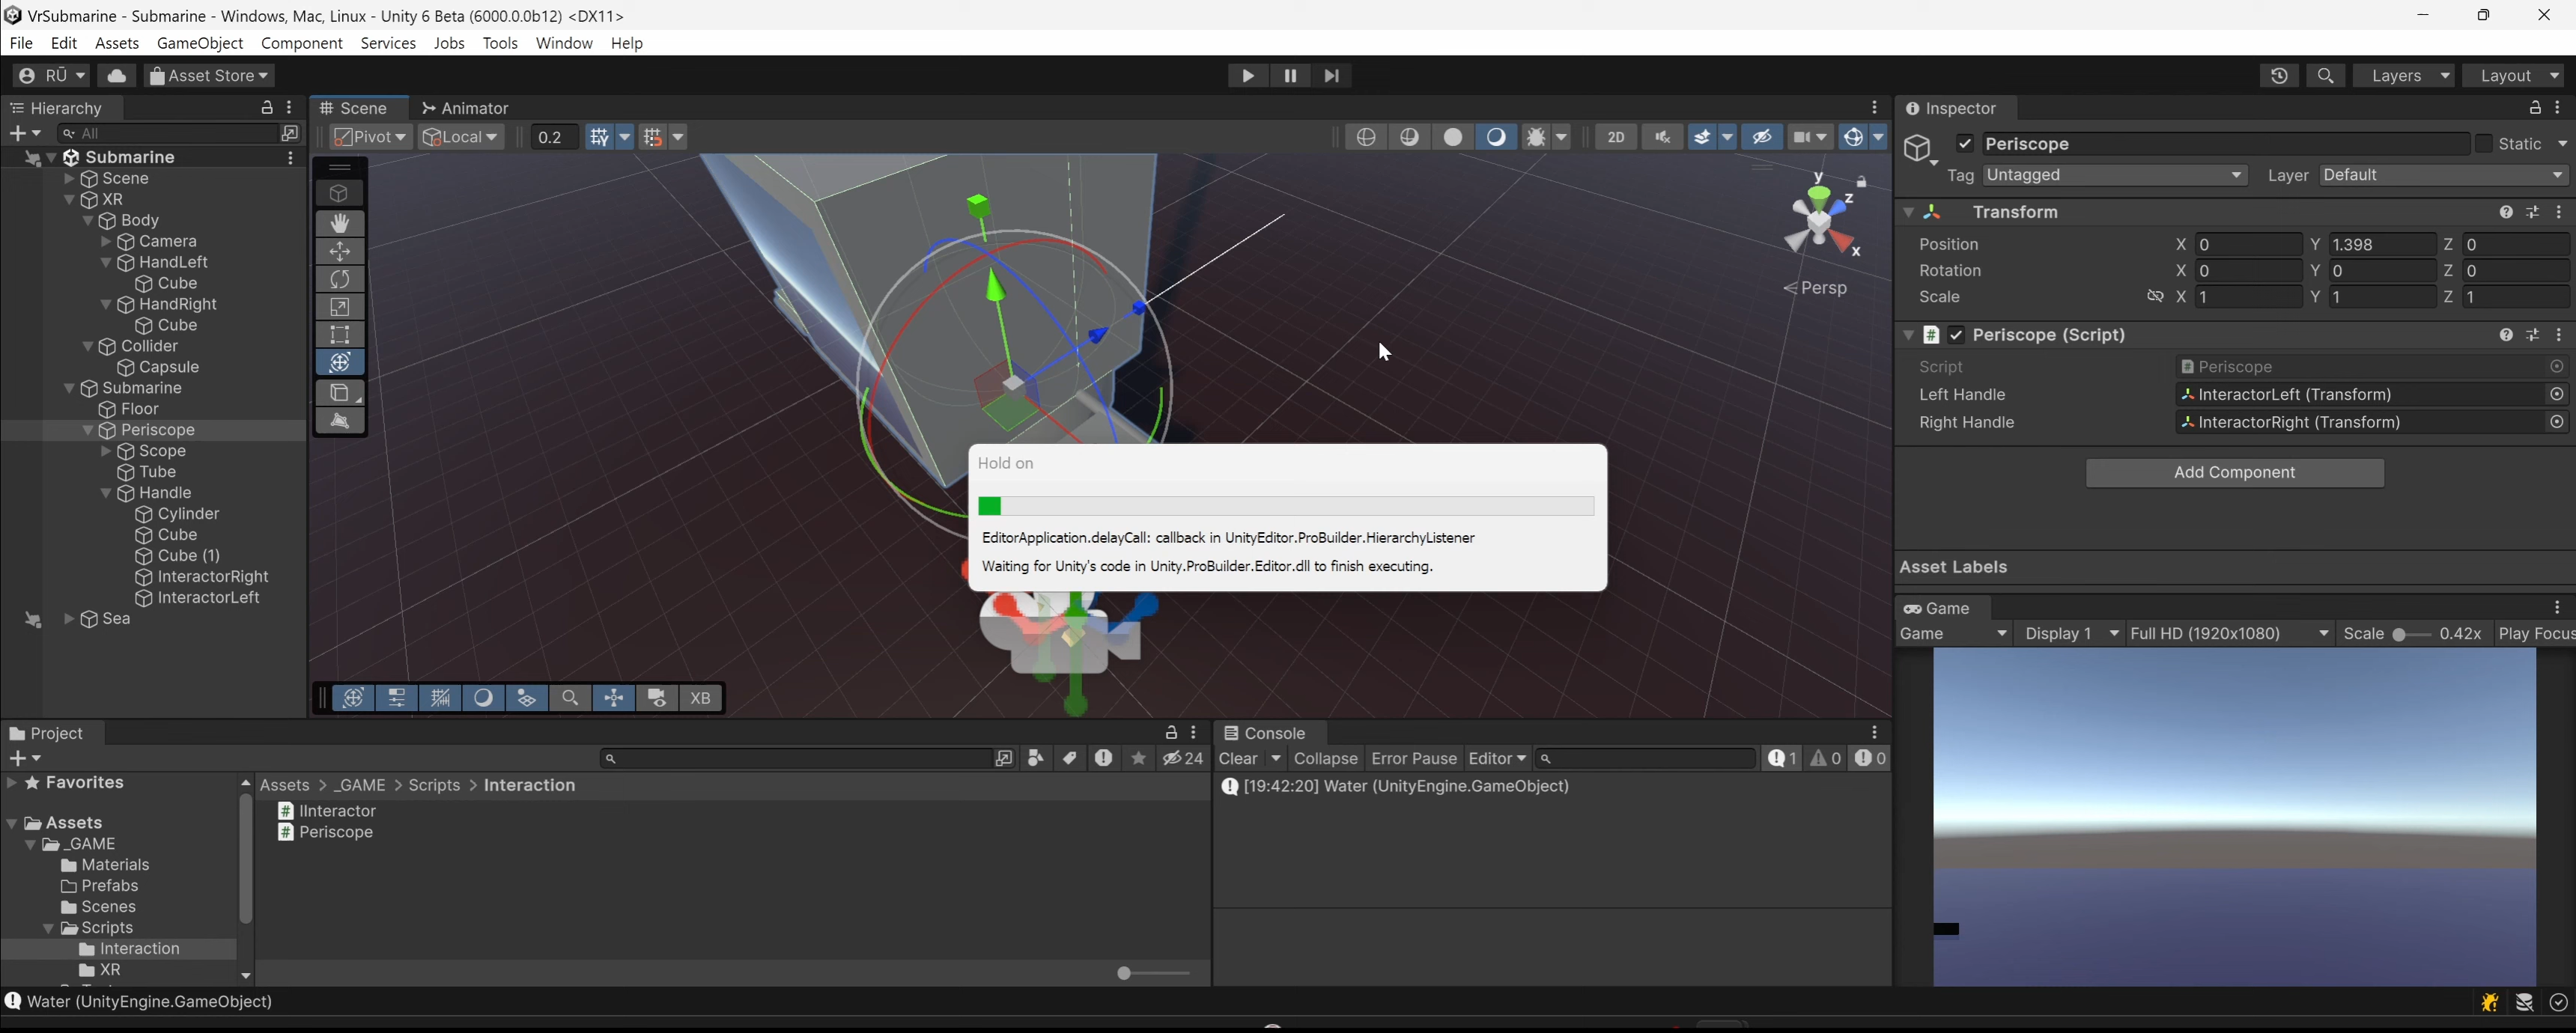 VrSubmarine - Submarine - Windows, Mac, Linux - Unity 6 Beta (6000.0.0b12) <DX11>
File Edit Assets GameObject Component Services Jobs Tools Window Help
RŪ Asset Store Layers Layout
Hierarchy
All
Submarine
Scene
XR
Body
Camera
HandLeft
Cube
HandRight
Cube
Collider
Capsule
Submarine
Floor
Periscope
Scope
Tube
Handle
Cylinder
Cube
Cube (1)
InteractorRight
InteractorLeft
Sea
Scene Animator
Pivot Local 0.2 2D
y
z
x
Persp
Hold on
EditorApplication.delayCall: callback in UnityEditor.ProBuilder.HierarchyListener
Waiting for Unity's code in Unity.ProBuilder.Editor.dll to finish executing.
XB
Inspector
Periscope Static
Tag Untagged Layer Default
Transform
Position X 0 Y 1.398 Z 0
Rotation X 0 Y 0 Z 0
Scale X 1 Y 1 Z 1
Periscope (Script)
Script Periscope
Left Handle InteractorLeft (Transform)
Right Handle InteractorRight (Transform)
Add Component
Asset Labels
Game
Game Display 1 Full HD (1920x1080) Scale 0.42x Play Focus
Project
24
Favorites
Assets
_GAME
Materials
Prefabs
Scenes
Scripts
Interaction
XR
Assets > _GAME > Scripts > Interaction
IInteractor
Periscope
Console
Clear Collapse Error Pause Editor 1 0 0
[19:42:20] Water (UnityEngine.GameObject)
Water (UnityEngine.GameObject)